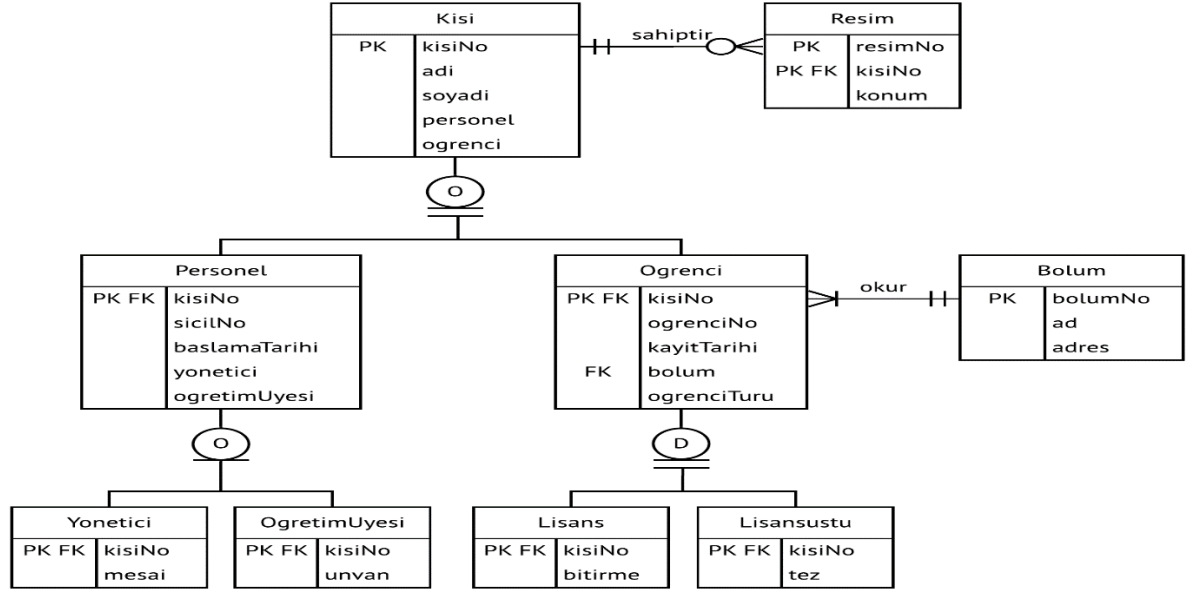 Kisi
PK kisiNo
adi
soyadi
personel
ogrenci
sahiptir
Resim
PK resimNo
PK FK kisiNo
konum
O
Personel
PK FK kisiNo
sicilNo
baslamaTarihi
yonetici
ogretimUyesi
Ogrenci
PK FK kisiNo
ogrenciNo
kayitTarihi
FK bolum
ogrenciTuru
okur
Bolum
PK bolumNo
ad
adres
O
D
Yonetici
PK FK kisiNo
mesai
OgretimUyesi
PK FK kisiNo
unvan
Lisans
PK FK kisiNo
bitirme
Lisansustu
PK FK kisiNo
tez